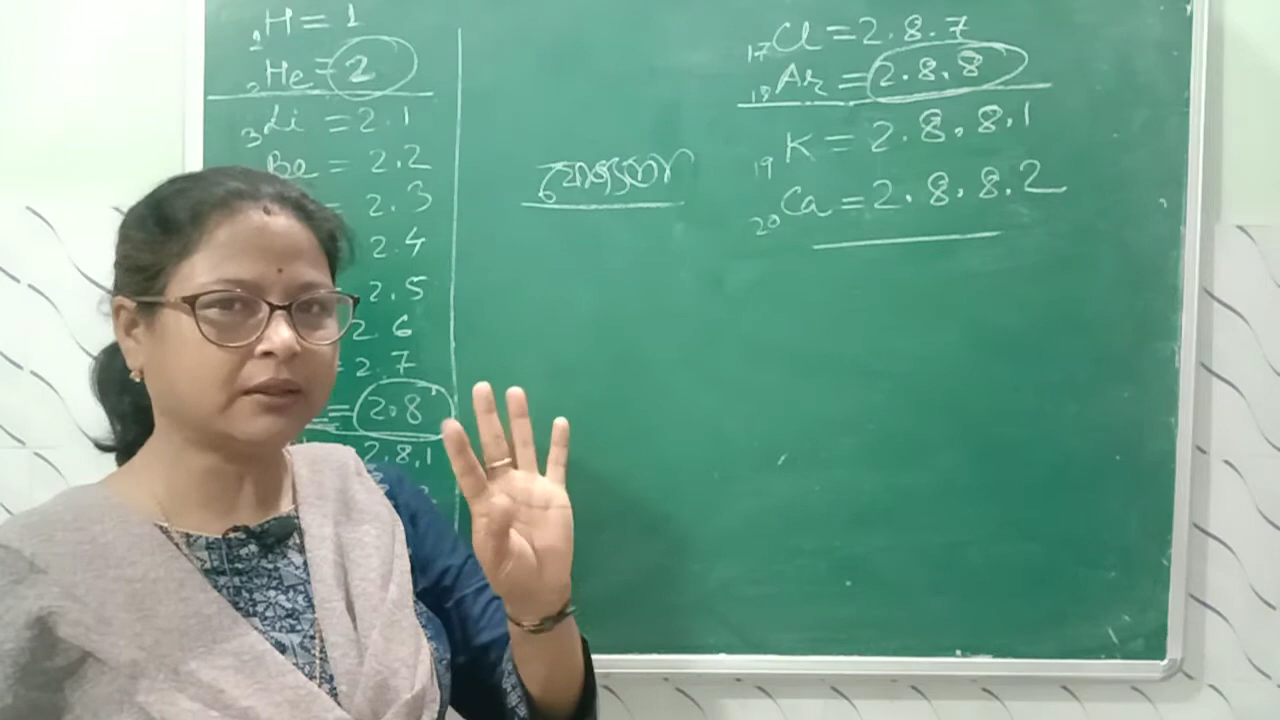 ₁H = 1
₂He = 2
₃Li = 2.1
Be = 2.2
= 2.3
2.4
2.5
2.6
= 2.7
= 2.8
2.8.1
যোজ্যতা
₁₇Cl = 2.8.7
₁₈Ar = 2.8.8
₁₉K = 2.8.8.1
₂₀Ca = 2.8.8.2